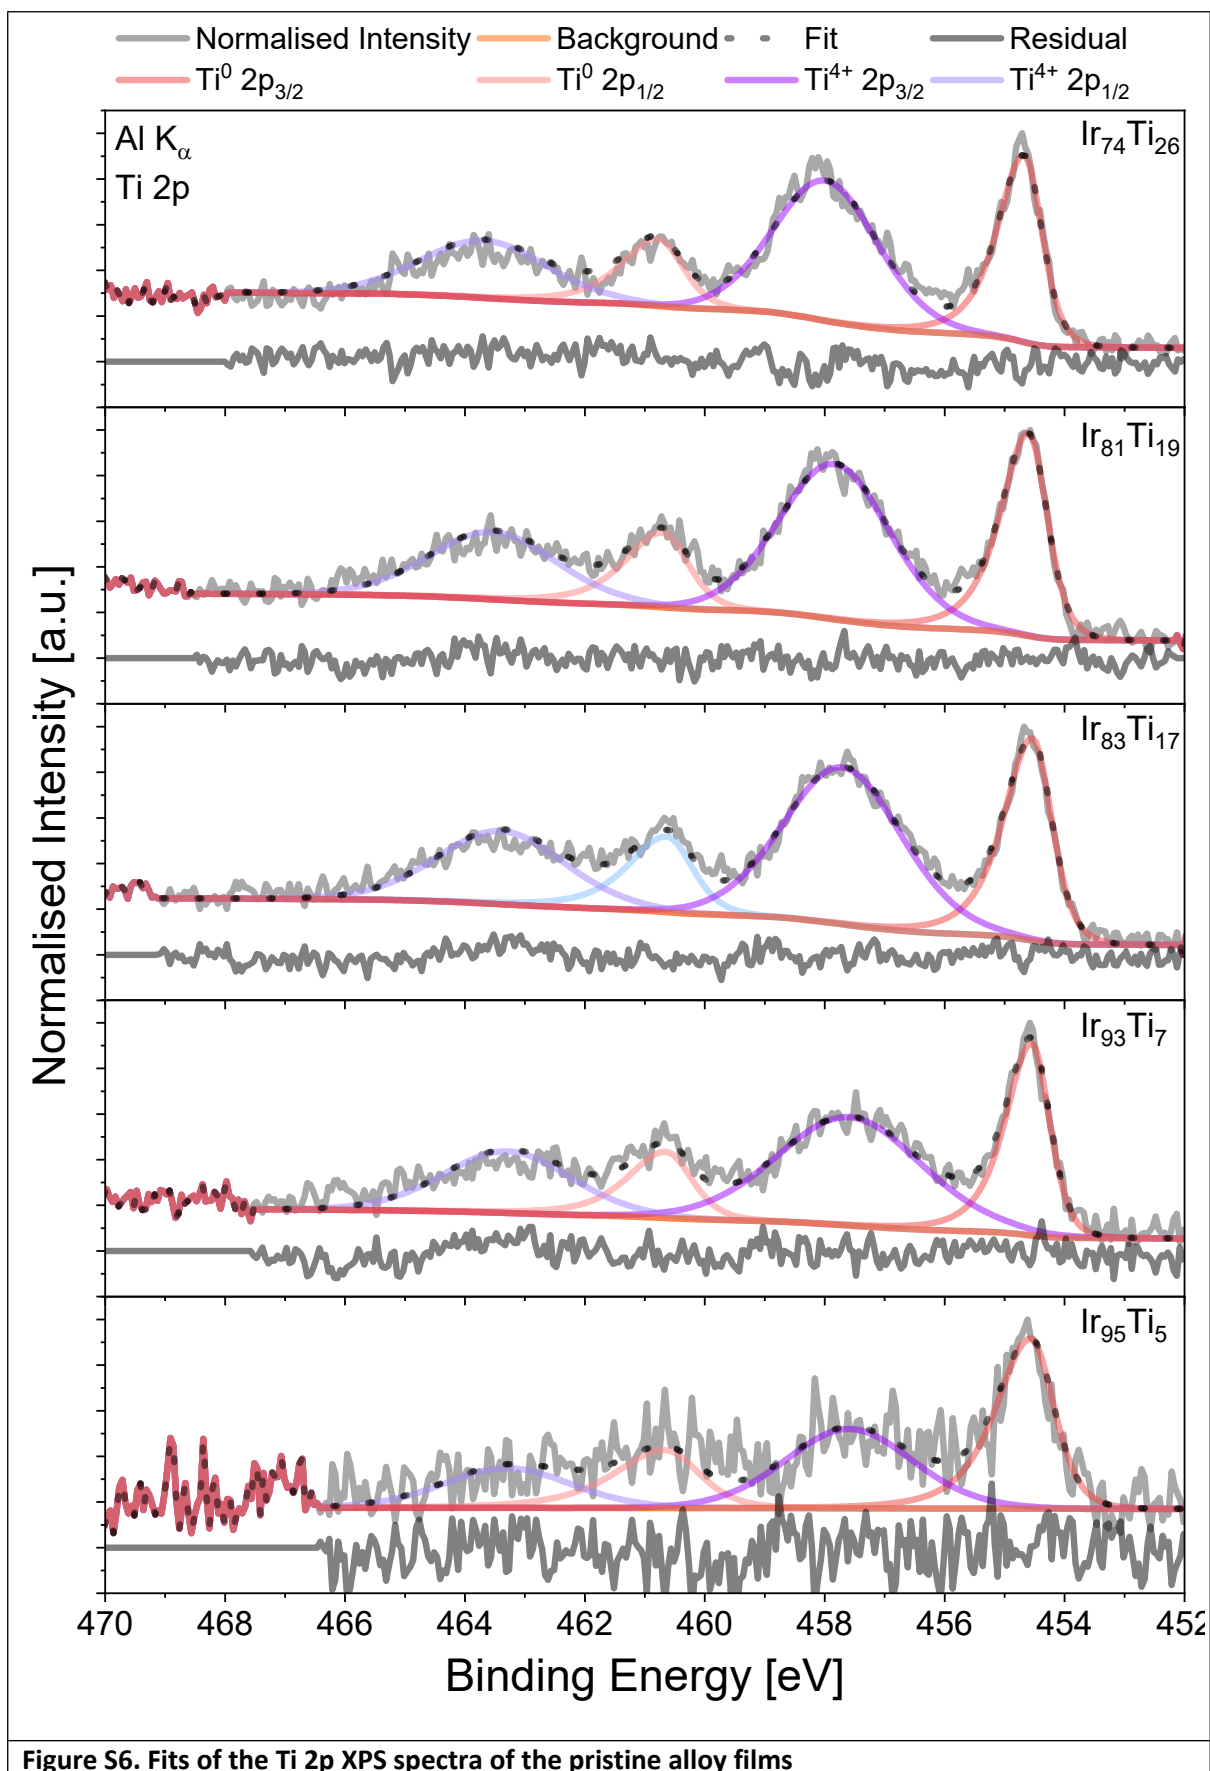 Normalised Intensity Background Fit Residual
Ti⁰ 2p₃/₂ Ti⁰ 2p₁/₂ Ti⁴⁺ 2p₃/₂ Ti⁴⁺ 2p₁/₂
Al Kα
Ti 2p
Ir₇₄Ti₂₆
Ir₈₁Ti₁₉
Ir₈₃Ti₁₇
Ir₉₃Ti₇
Ir₉₅Ti₅
Normalised Intensity [a.u.]
470 468 466 464 462 460 458 456 454 452
Binding Energy [eV]
Figure S6. Fits of the Ti 2p XPS spectra of the pristine alloy films